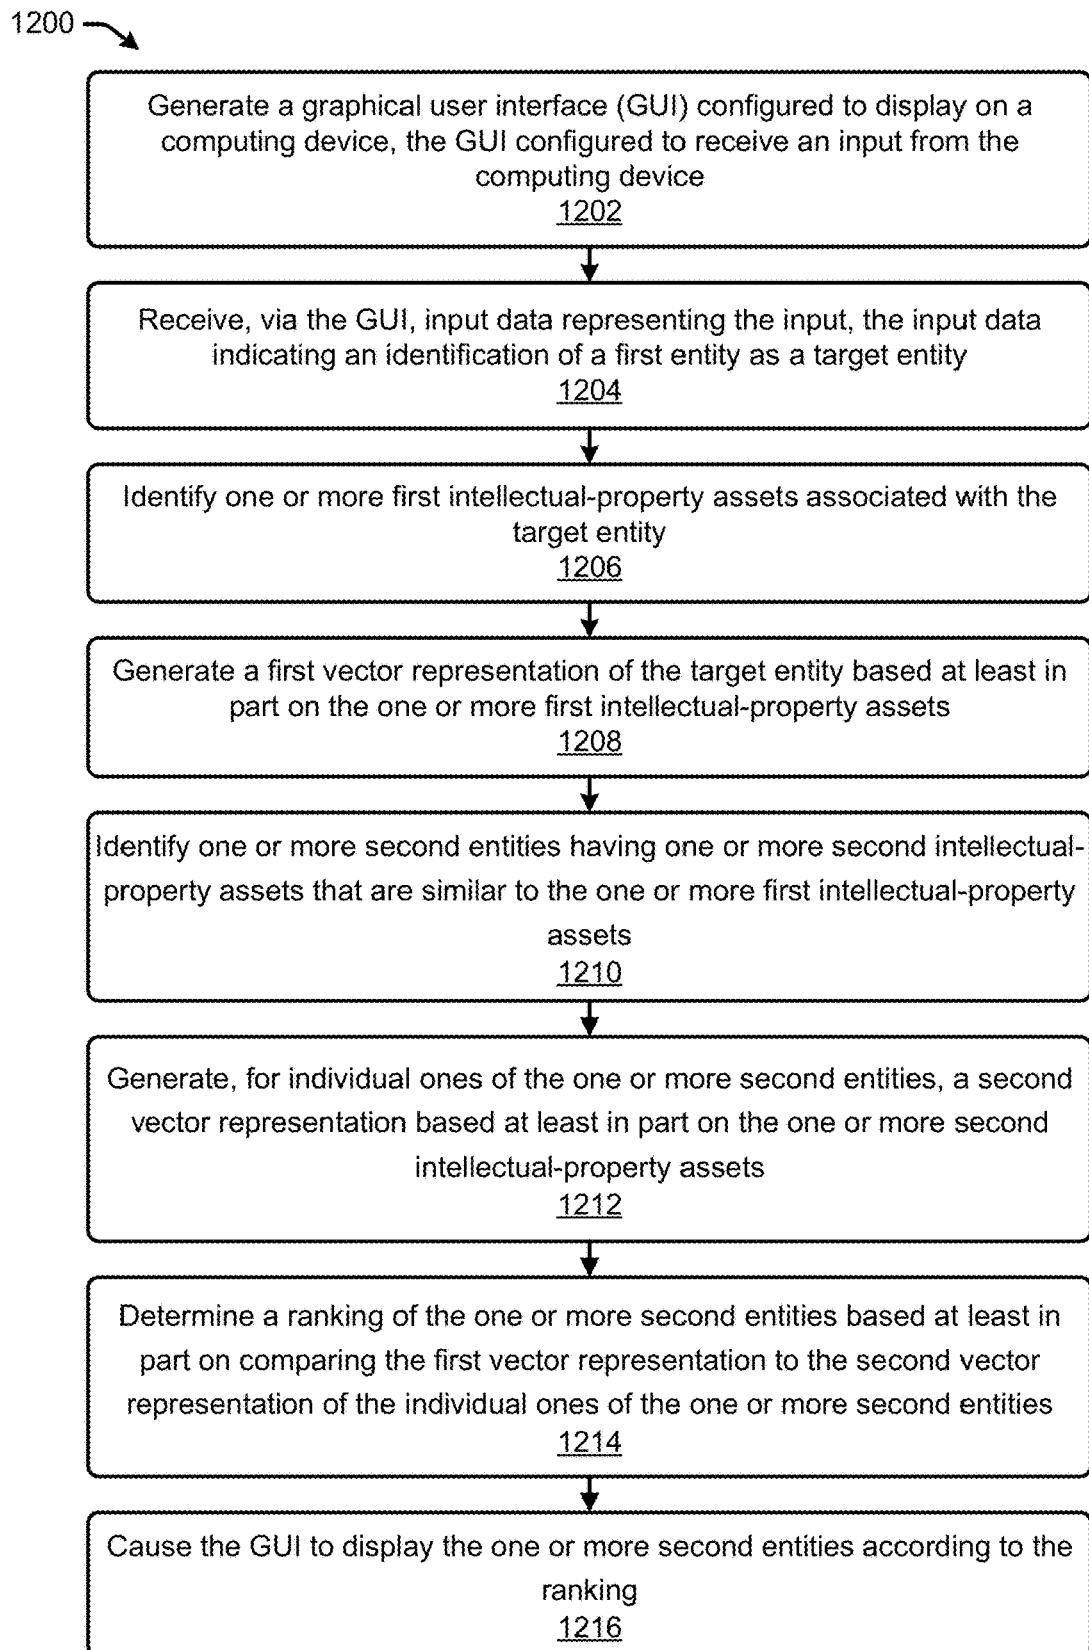 1200
Generate a graphical user interface (GUI) configured to display on a
computing device, the GUI configured to receive an input from the
computing device
1202
Receive, via the GUI, input data representing the input, the input data
indicating an identification of a first entity as a target entity
1204
Identify one or more first intellectual-property assets associated with the
target entity
1206
Generate a first vector representation of the target entity based at least in
part on the one or more first intellectual-property assets
1208
Identify one or more second entities having one or more second intellectual-
property assets that are similar to the one or more first intellectual-property
assets
1210
Generate, for individual ones of the one or more second entities, a second
vector representation based at least in part on the one or more second
intellectual-property assets
1212
Determine a ranking of the one or more second entities based at least in
part on comparing the first vector representation to the second vector
representation of the individual ones of the one or more second entities
1214
Cause the GUI to display the one or more second entities according to the
ranking
1216